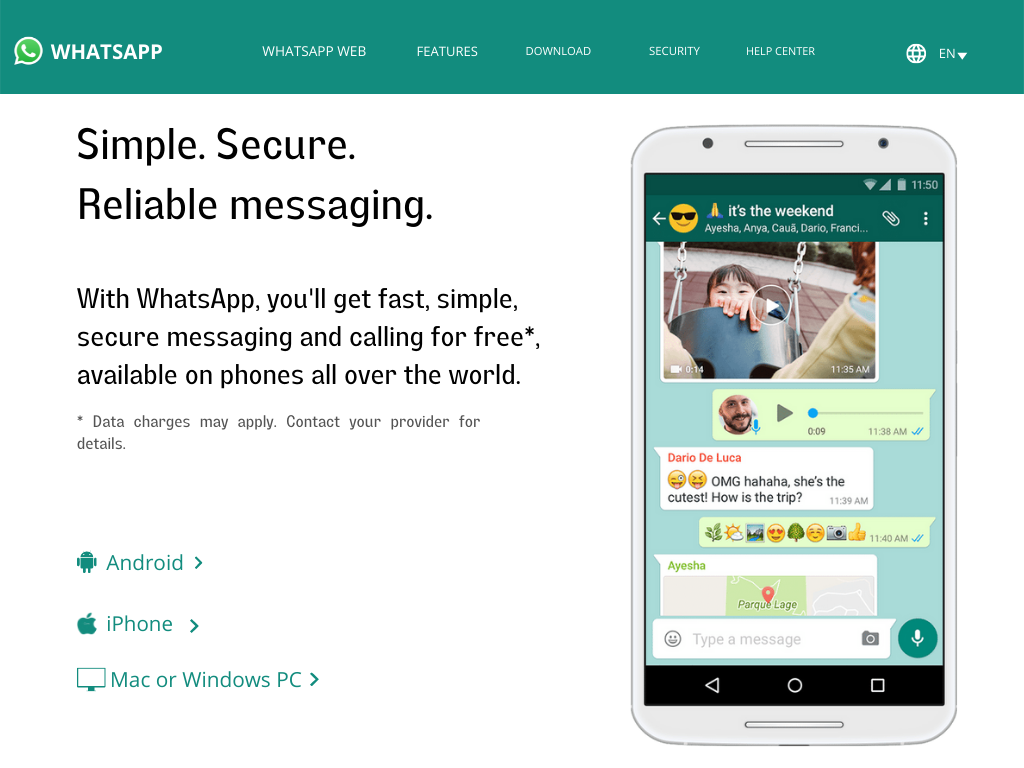 WHATSAPP
WHATSAPP WEB
FEATURES
DOWNLOAD
SECURITY
HELP CENTER
EN
Simple. Secure.
Reliable messaging.
With WhatsApp, you'll get fast, simple,
secure messaging and calling for free*,
available on phones all over the world.
* Data charges may apply. Contact your provider for
details.
Android
iPhone
Mac or Windows PC
11:50
🙏 it's the weekend
Ayesha, Anya, Cauã, Dario, Franci...
0:14
11:35 AM
0:09
11:38 AM
Dario De Luca
😜😝 OMG hahaha, she's the
cutest! How is the trip?
11:39 AM
11:40 AM
Ayesha
Parque Lage
Type a message